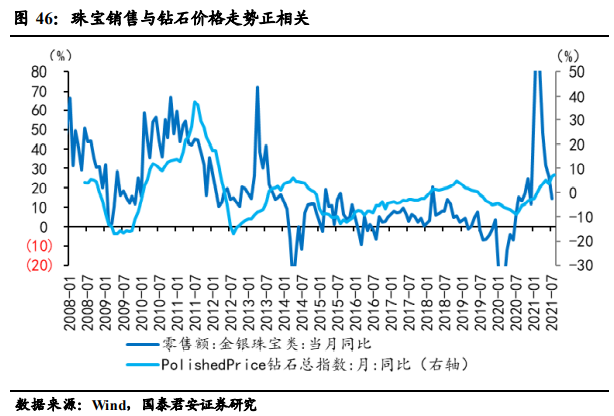 图 46：珠宝销售与钻石价格走势正相关
(%) (%)
80 50
70 40
60 30
50 20
40 10
30 0
20 -10
10 -20
0 -30
(10)
(20)
2008-01 2008-07 2009-01 2009-07 2010-01 2010-07 2011-01 2011-07 2012-01 2012-07 2013-01 2013-07 2014-01 2014-07 2015-01 2015-07 2016-01 2016-07 2017-01 2017-07 2018-01 2018-07 2019-01 2019-07 2020-01 2020-07 2021-01 2021-07
零售额:金银珠宝类:当月同比
PolishedPrice钻石总指数:月:同比（右轴）
数据来源：Wind，国泰君安证券研究